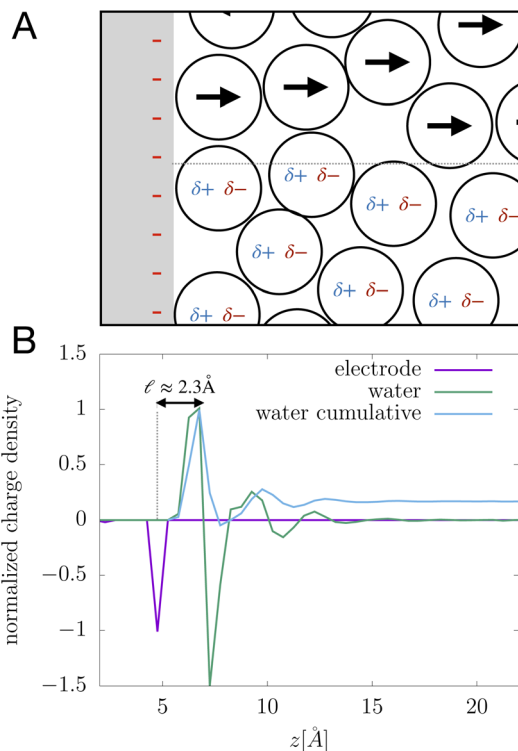 A
δ+ δ−
δ+ δ−
δ+ δ−
δ+ δ−
δ+ δ−
δ+ δ−
δ+ δ−
δ+ δ−
B
1.5
1
0.5
0
−0.5
−1
−1.5
normalized charge density
ℓ ≈ 2.3Å
electrode
water
water cumulative
5
10
15
20
z[Å]